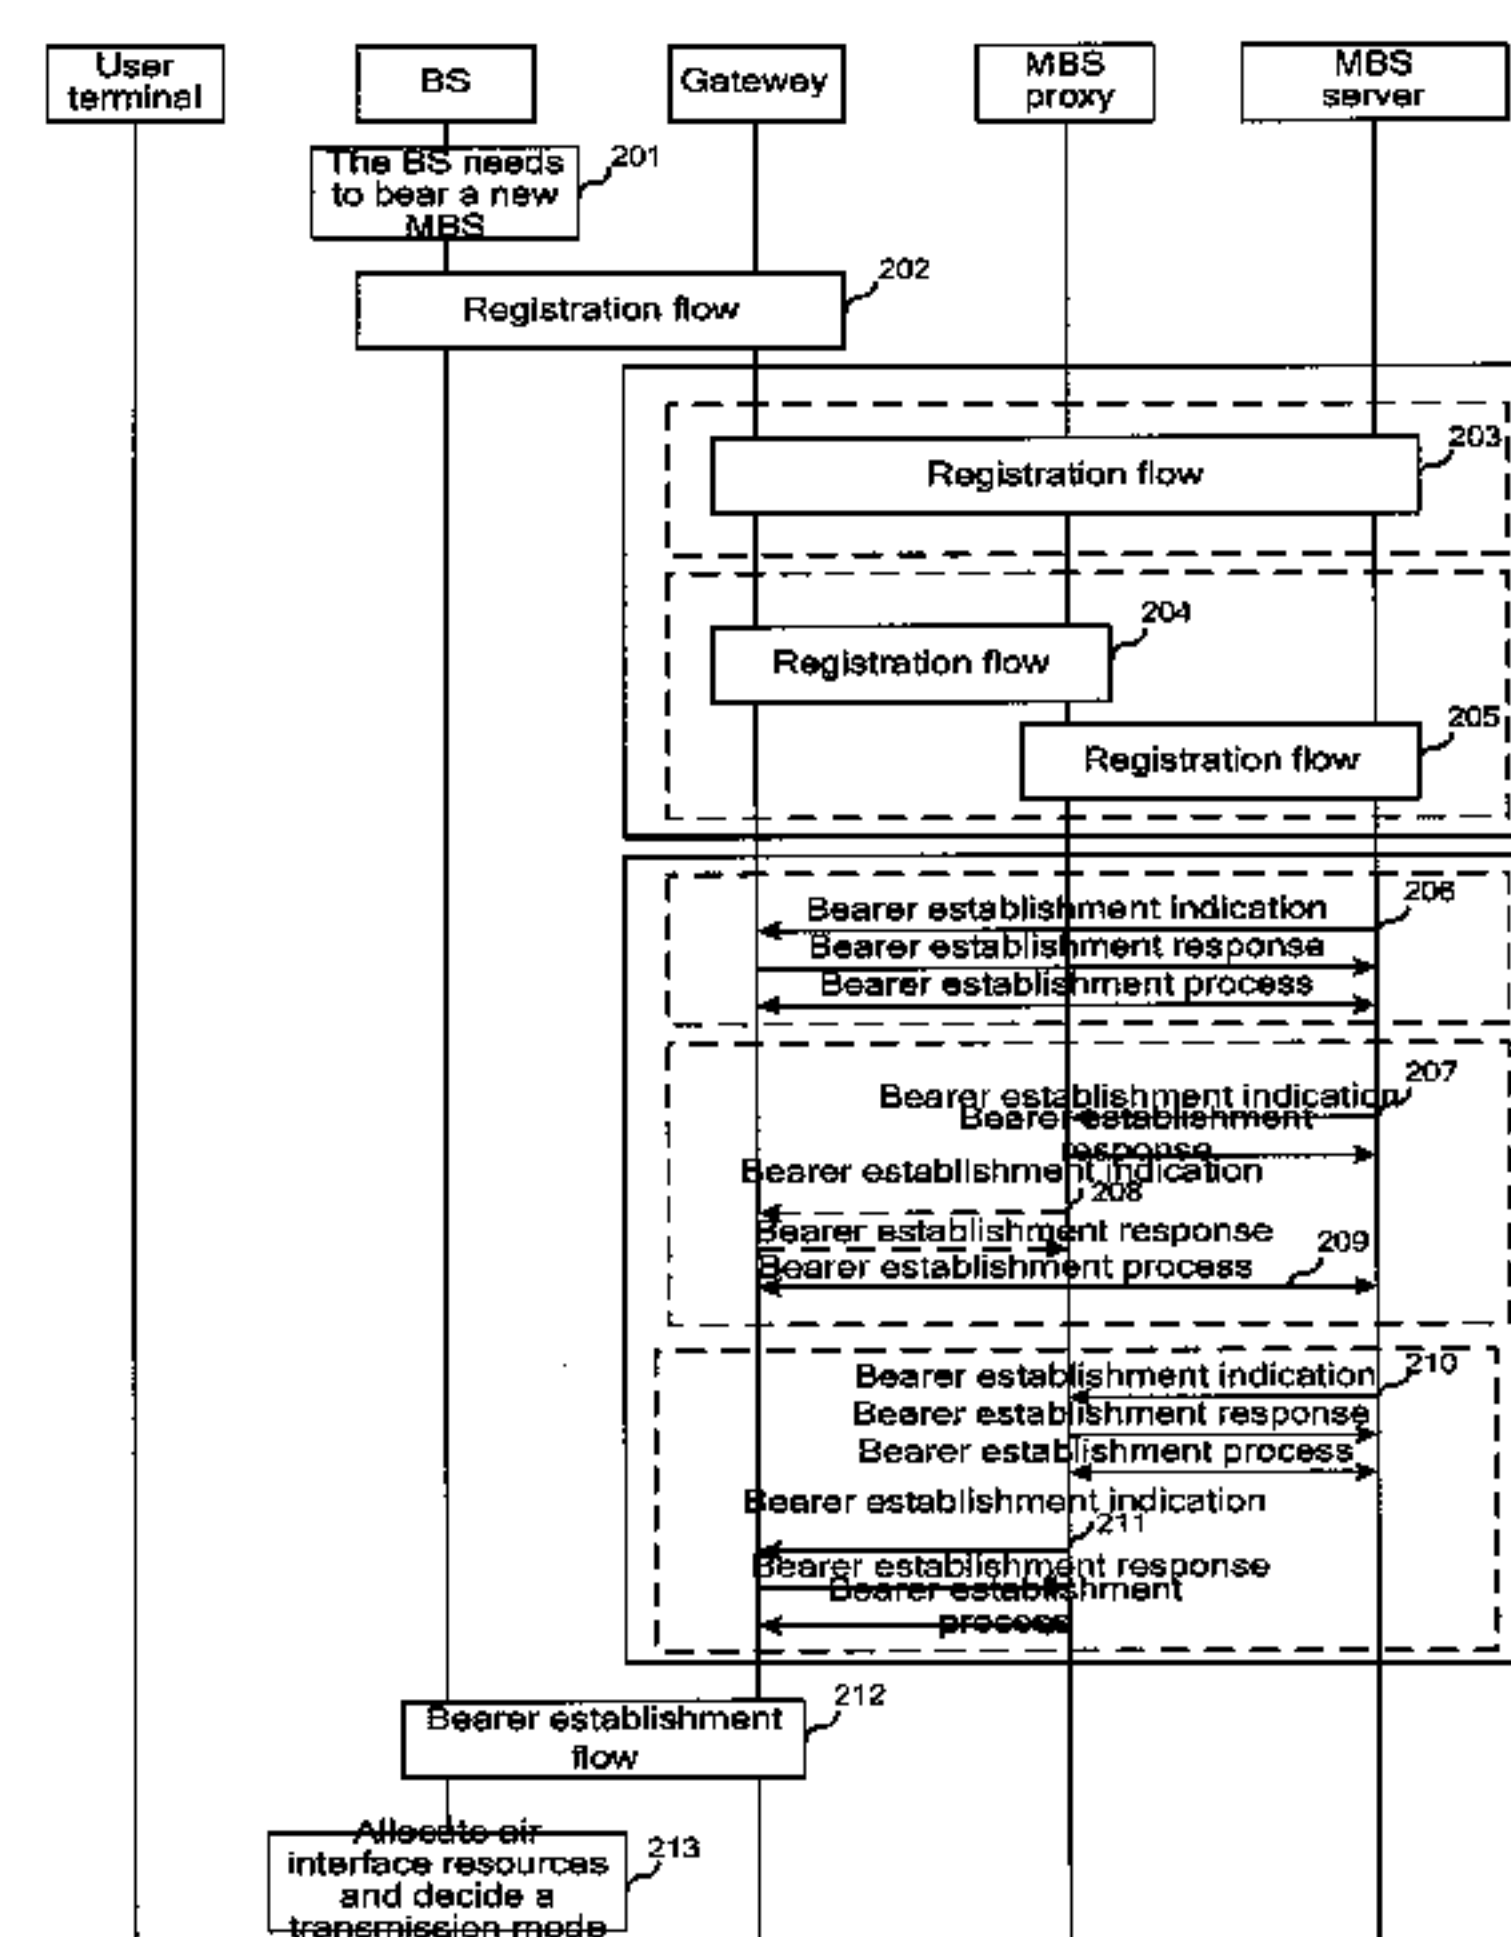 User
terminal
BS
Gateway
MBS
proxy
MBS
server
The BS needs
to bear a new
MBS
201
Registration flow
202
Registration flow
203
Registration flow
204
Registration flow
205
Bearer establishment indication
206
Bearer establishment response
Bearer establishment process
Bearer establishment indication
207
Bearer establishment
response
Bearer establishment indication
208
Bearer establishment response
209
Bearer establishment process
Bearer establishment indication
210
Bearer establishment response
Bearer establishment process
Bearer establishment indication
211
Bearer establishment response
Bearer establishment
process
Bearer establishment
flow
212
Allocate air
interface resources
and decide a
transmission mode
213